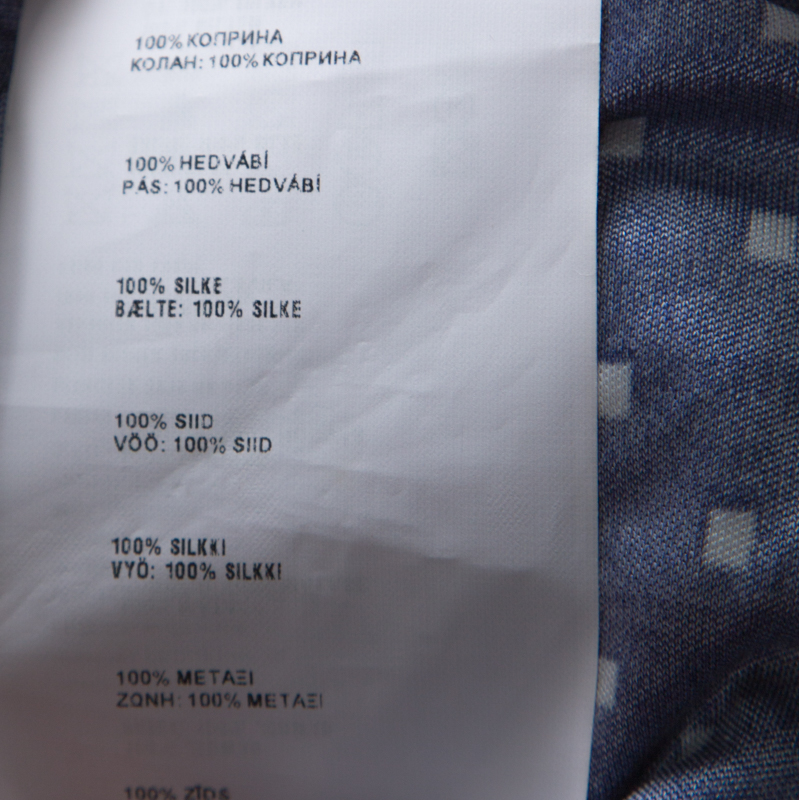 100% КОПРИНА
КОЛАН: 100% КОПРИНА
100% HEDVÁBÍ
PÁS: 100% HEDVÁBÍ
100% SILKE
BÆLTE: 100% SILKE
100% SIID
VÖÖ: 100% SIID
100% SILKKI
VYÖ: 100% SILKKI
100% ΜΕΤΑΞΙ
ΖΩΝΗ: 100% ΜΕΤΑΞΙ
100% ZĪDS